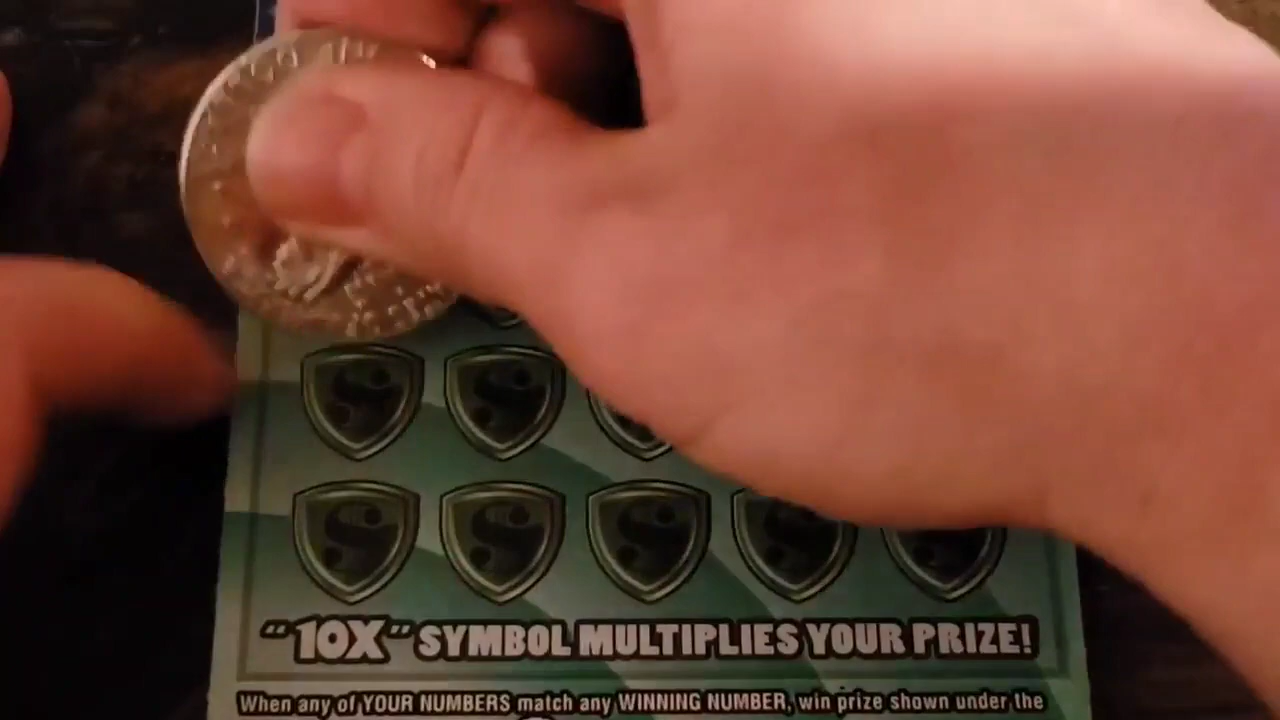 "10X" SYMBOL MULTIPLIES YOUR PRIZE!
When any of YOUR NUMBERS match any WINNING NUMBER, win prize shown under the